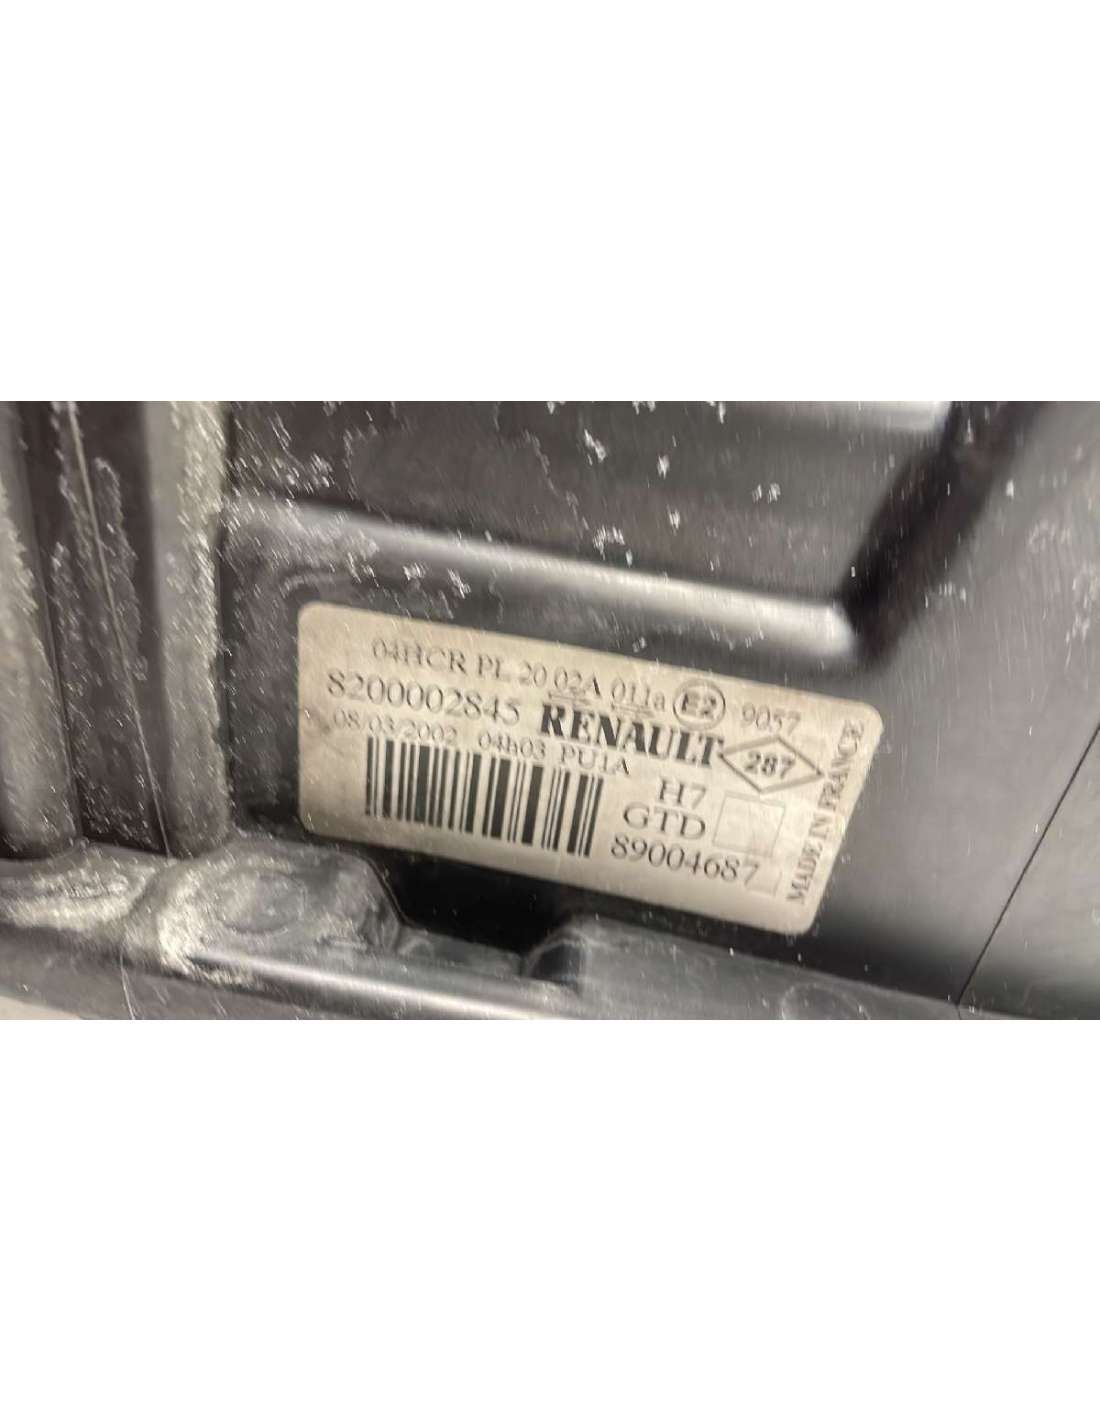 04HCR PL 20 02A 011a E2 9057
8200002845 RENAULT 287
08/03/2002 04h03 PU1A
H7
GTD
89004687
MADE IN FRANCE